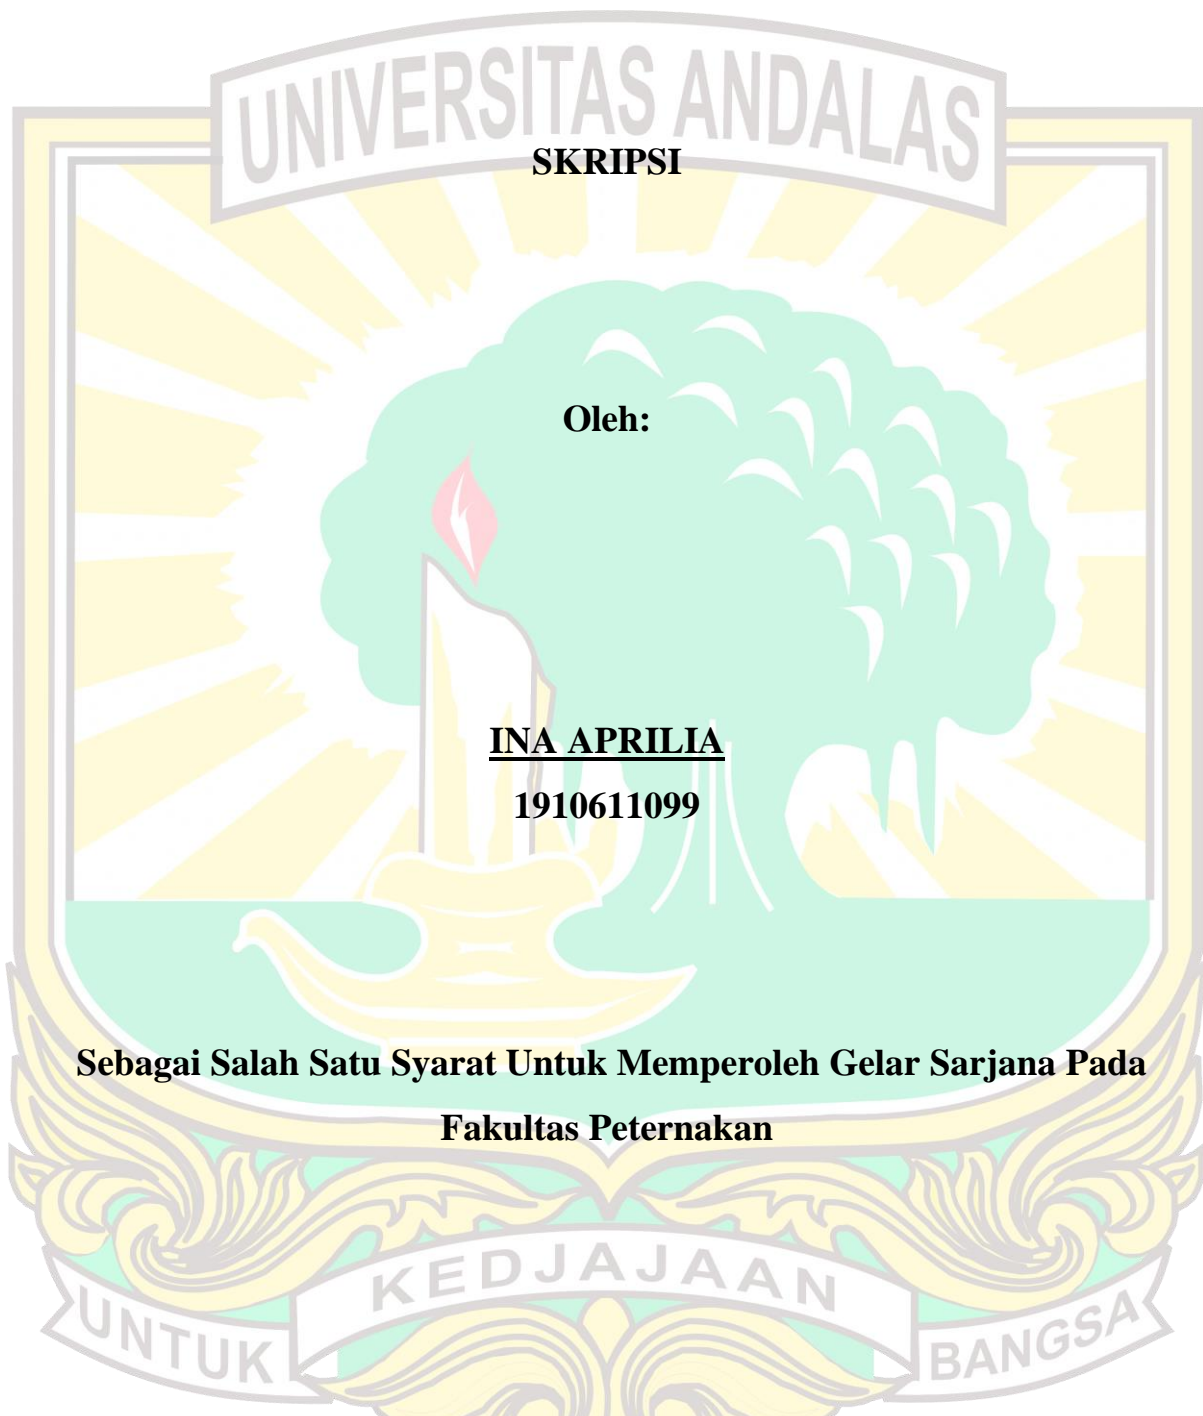 UNIVERSITAS ANDALAS
SKRIPSI
Oleh:
INA APRILIA
1910611099
Sebagai Salah Satu Syarat Untuk Memperoleh Gelar Sarjana Pada
Fakultas Peternakan
UNTUK KEDJAJAAN BANGSA